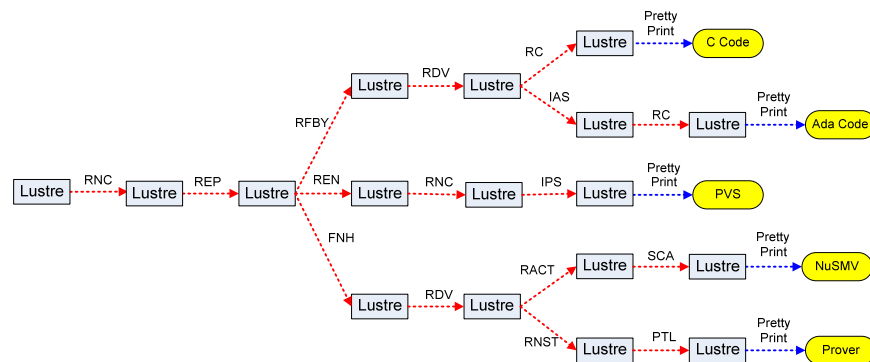 Pretty
Print
RC
Lustre
C Code
RDV
Lustre
Lustre
IAS
Pretty
Print
RFBY
RC
Lustre
Lustre
Ada Code
Pretty
Print
RNC
REP
REN
RNC
IPS
Lustre
Lustre
Lustre
Lustre
Lustre
Lustre
PVS
FNH
Pretty
Print
RACT
SCA
Lustre
Lustre
NuSMV
RDV
Lustre
Lustre
Pretty
Print
RNST
PTL
Lustre
Lustre
Prover